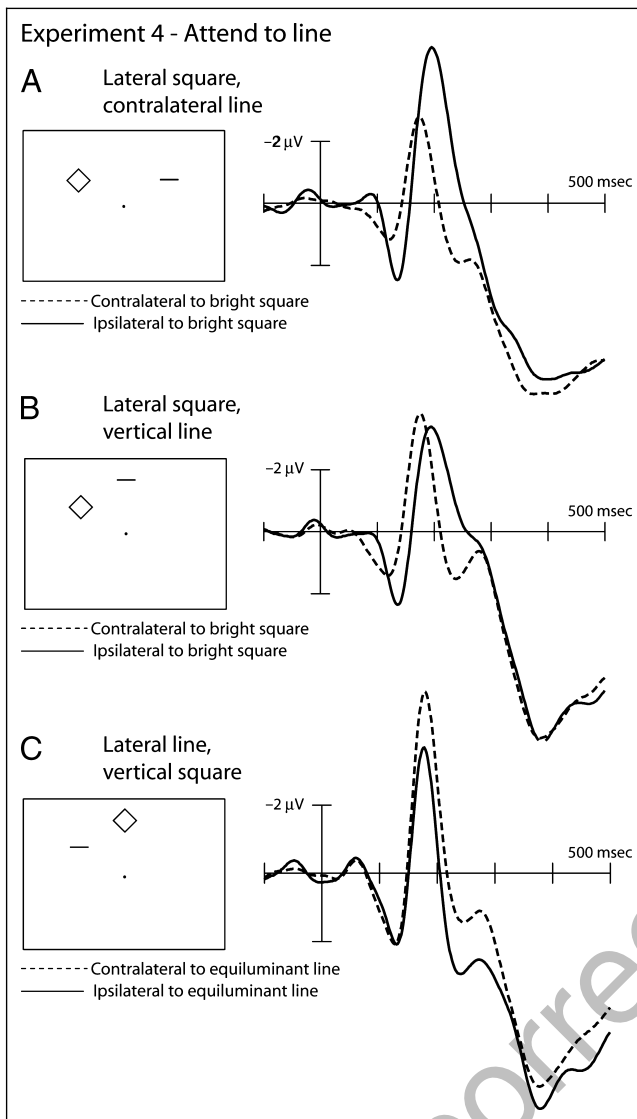 Experiment 4 - Attend to line
A
Lateral square,
contralateral line
−2 µV
500 msec
Contralateral to bright square
Ipsilateral to bright square
B
Lateral square,
vertical line
−2 µV
500 msec
Contralateral to bright square
Ipsilateral to bright square
C
Lateral line,
vertical square
−2 µV
500 msec
Contralateral to equiluminant line
Ipsilateral to equiluminant line